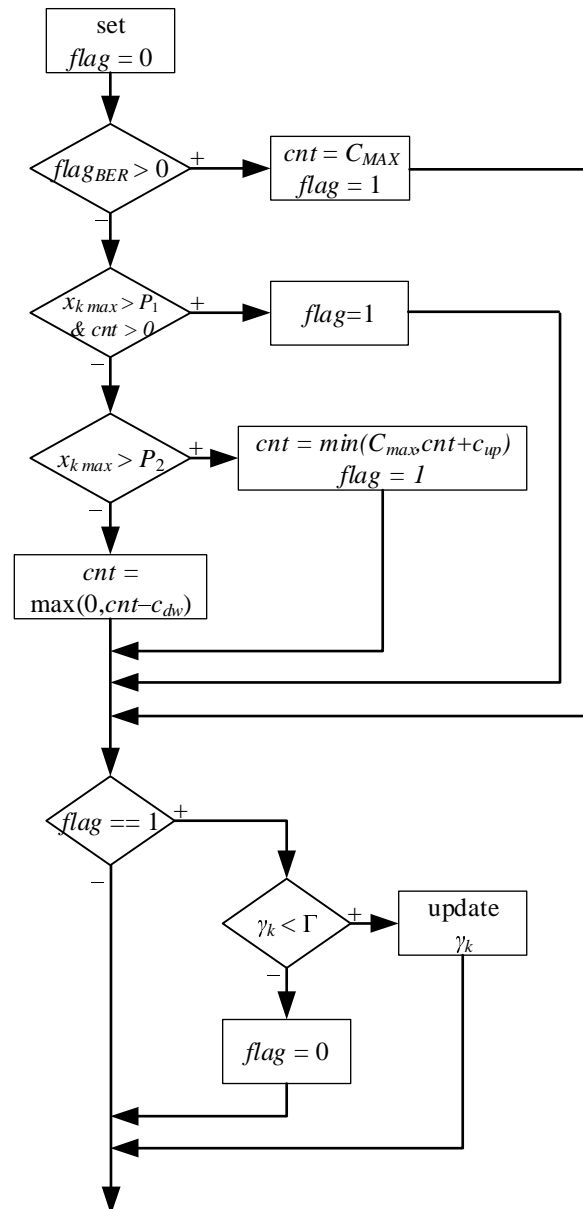 set
flag = 0
flag_BER > 0
+
cnt = C_MAX
flag = 1
–
x_k max > P_1
& cnt > 0
+
flag=1
–
x_k max > P_2
+
cnt = min(C_max,cnt+c_up)
flag = 1
–
cnt =
max(0,cnt–c_dw)
flag == 1
+
–
γ_k < Γ
+
update
γ_k
–
flag = 0